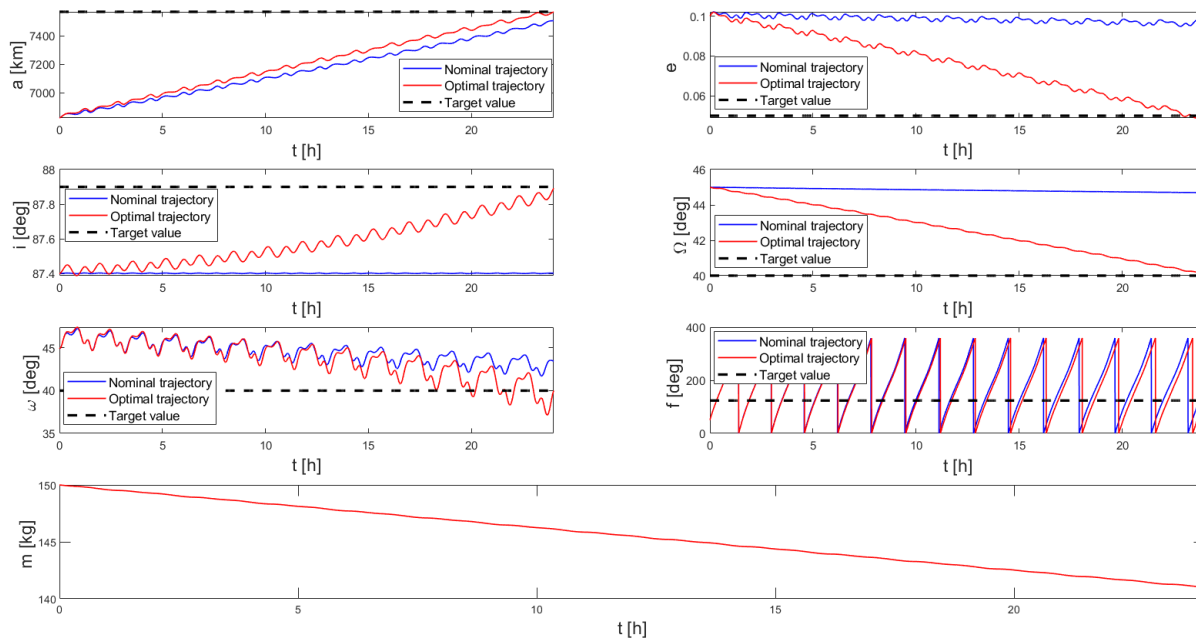 a [km]
7400
7200
7000
0 5 10 15 20
t [h]
Nominal trajectory
Optimal trajectory
Target value
e
0.1
0.08
0.06
0 5 10 15 20
t [h]
Nominal trajectory
Optimal trajectory
Target value
i [deg]
88
87.8
87.6
87.4
0 5 10 15 20
t [h]
Nominal trajectory
Optimal trajectory
Target value
Ω [deg]
46
44
42
40
0 5 10 15 20
t [h]
Nominal trajectory
Optimal trajectory
Target value
ω [deg]
45
40
35
0 5 10 15 20
t [h]
Nominal trajectory
Optimal trajectory
Target value
f [deg]
400
200
0
0 5 10 15 20
t [h]
Nominal trajectory
Optimal trajectory
Target value
m [kg]
150
145
140
0 5 10 15 20
t [h]